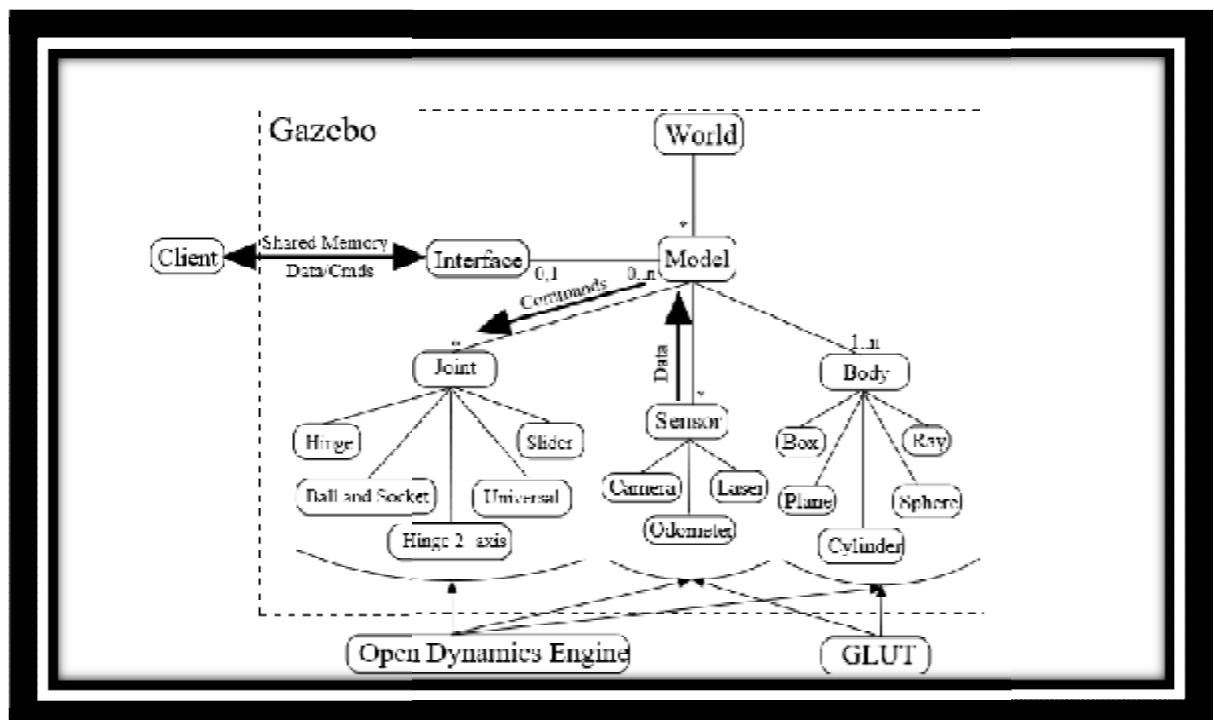 Gazebo
World
*
Client
Shared Memory
Data/Cmds
Interface
0,1
0..n
Model
Commands
*
Joint
Data
*
Sensor
1..n
Body
Hinge
Slider
Ball and Socket
Universal
Hinge 2 axis
Camera
Laser
Odometer
Box
Ray
Plane
Sphere
Cylinder
Open Dynamics Engine
GLUT